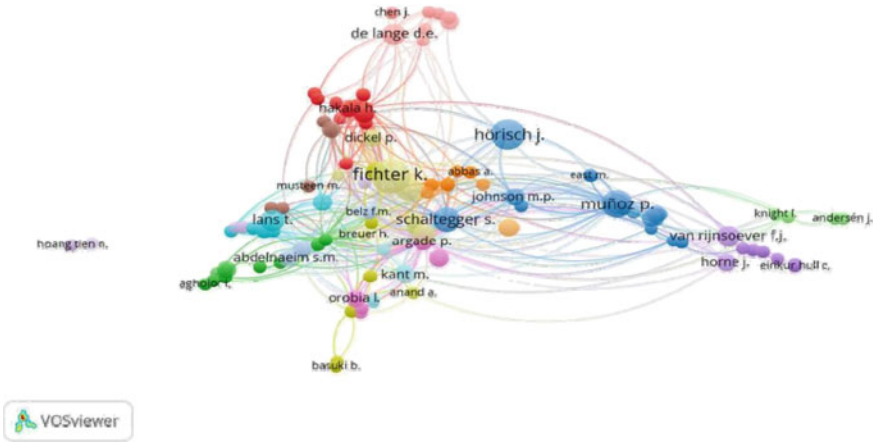 chen j.
de lange d.e.
hakala h.
dickel p.
hörisch j.
fichter k.
abbas a.
east m.
musteen m.
johnson m.p.
muñoz p.
lans t.
belz f.m.
schaltegger s.
knight l.
andersén j.
breuer h.
argade p.
van rijnsoever f.j.
hoang tien n.
abdelnaeim s.m.
horne j.
einkur hull c.
kant m.
anand a.
orobia l.
basuki b.
VOSviewer